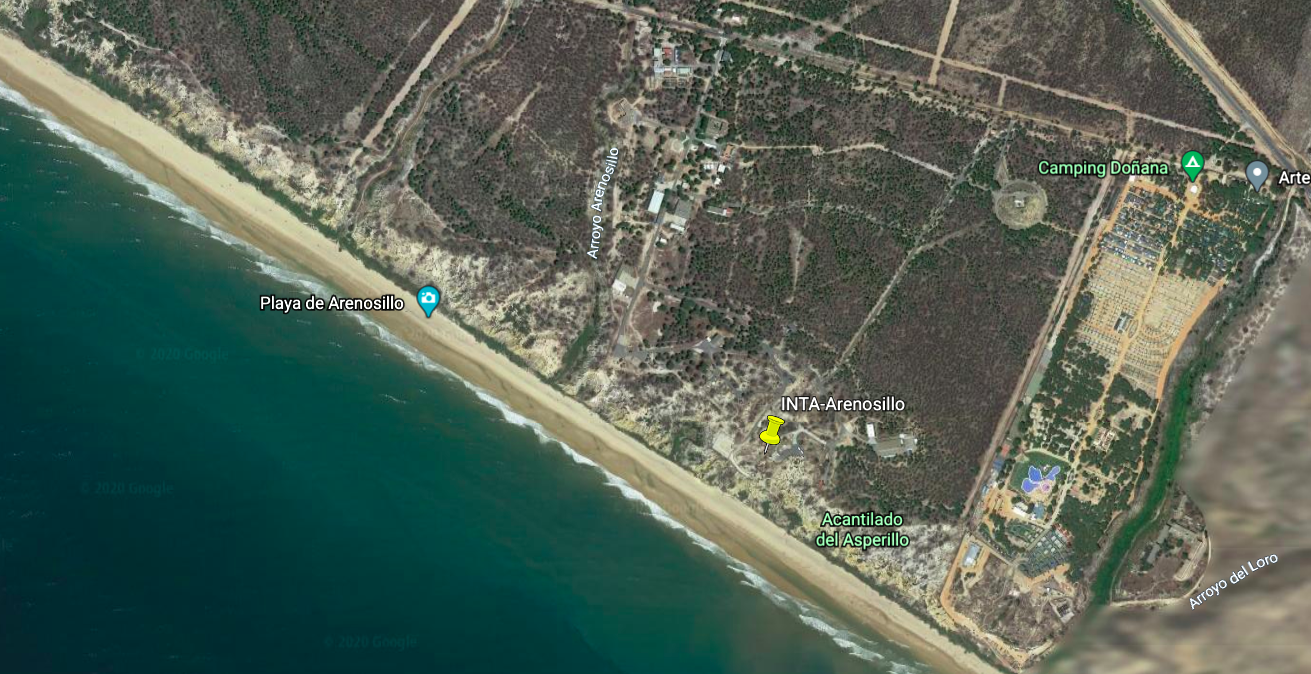 Camping Doñana
Arte
Arroyo Arenosillo
Playa de Arenosillo
© 2020 Google
INTA-Arenosillo
© 2020 Google
Acantilado
del Asperillo
Arroyo del Loro
© 2020 Google